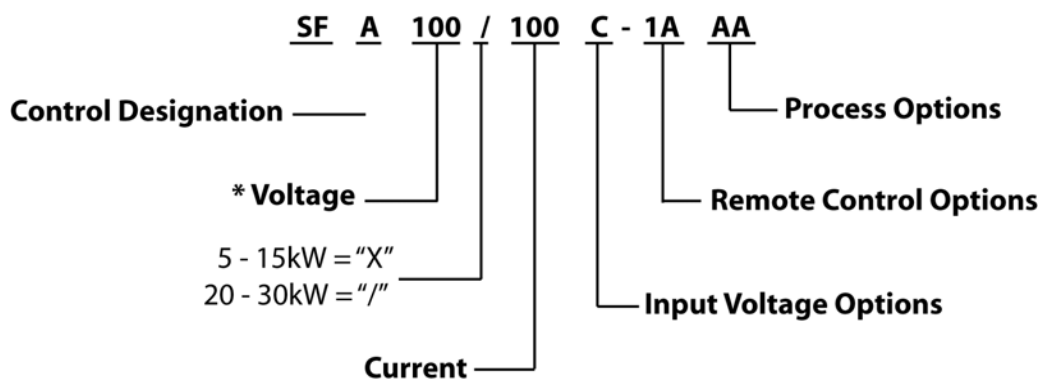 SF A 100 / 100 C - 1A AA
Control Designation
Process Options
* Voltage
Remote Control Options
5 - 15kW = "X"
20 - 30kW = "/"
Input Voltage Options
Current